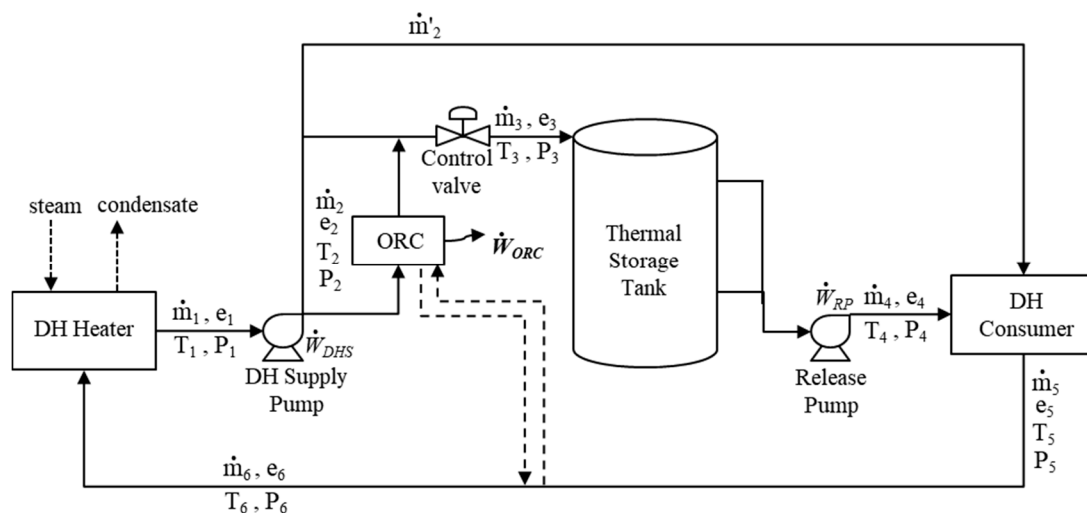 ṁ'₂
ṁ₃ , e₃
T₃ , P₃
Control
valve
steam
condensate
ṁ₂
e₂
T₂
P₂
ORC
Ẇ_ORC
Thermal
Storage
Tank
DH Heater
ṁ₁ , e₁
T₁ , P₁
Ẇ_DHS
DH Supply
Pump
Ẇ_RP
ṁ₄ , e₄
T₄ , P₄
Release
Pump
DH
Consumer
ṁ₅
e₅
T₅
P₅
ṁ₆, e₆
T₆ , P₆